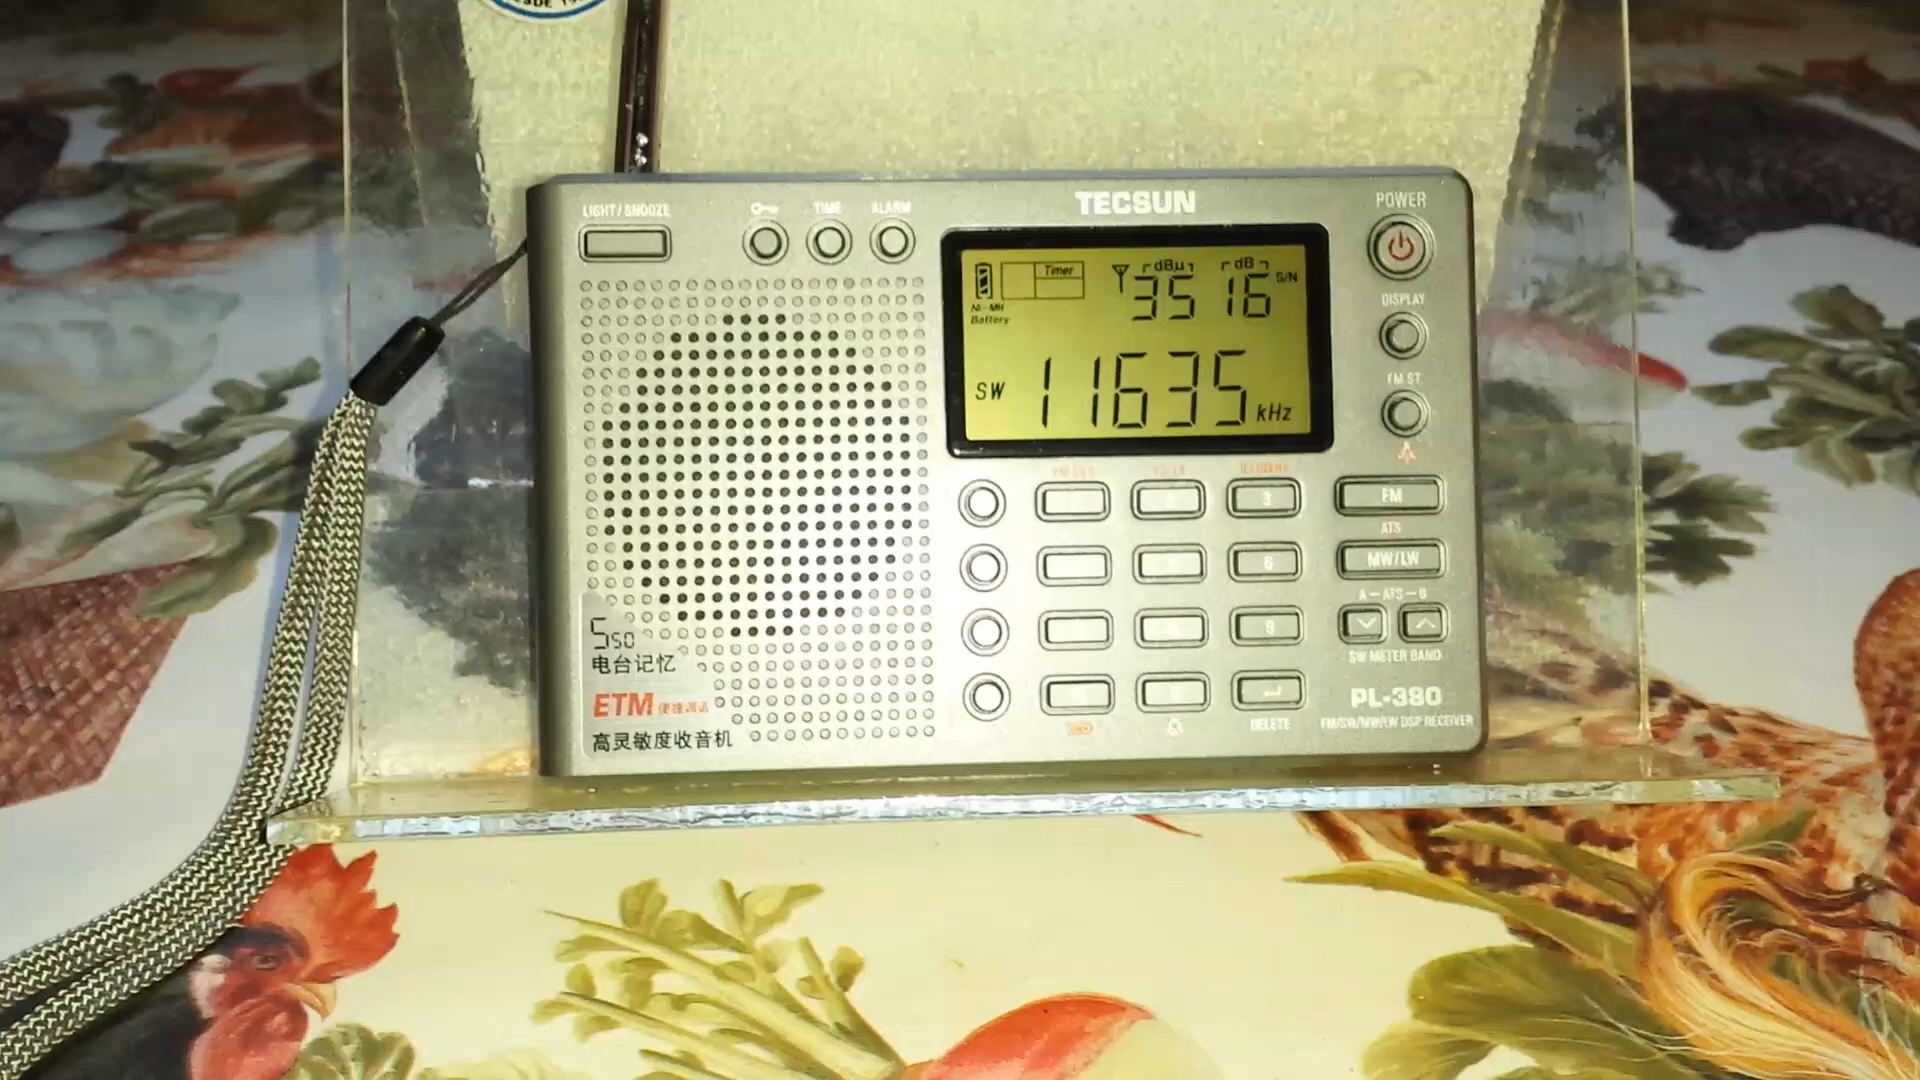 LIGHT/SNOOZE
TIME
ALARM
TECSUN
POWER
Timer
dBμ
dB
35
16
S/N
Ni-MH
Battery
DISPLAY
SW
11635
kHz
FM ST.
3
FM
ATS
6
MW/LW
A-ATS-B
9
SW METER BAND
550
电台记忆
ETM
PL-380
高灵敏度收音机
DELETE
FM/SW/MW/LW DSP RECEIVER